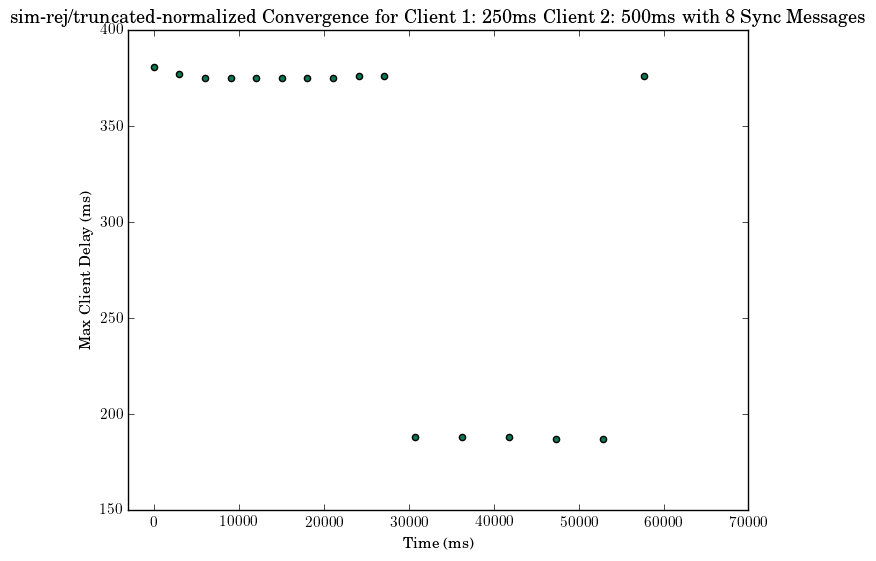 sim-rej/truncated-normalized Convergence for Client 1: 250ms Client 2: 500ms with 8 Sync Messages
400
350
300
250
200
150
Max Client Delay (ms)
0 10000 20000 30000 40000 50000 60000 70000
Time (ms)